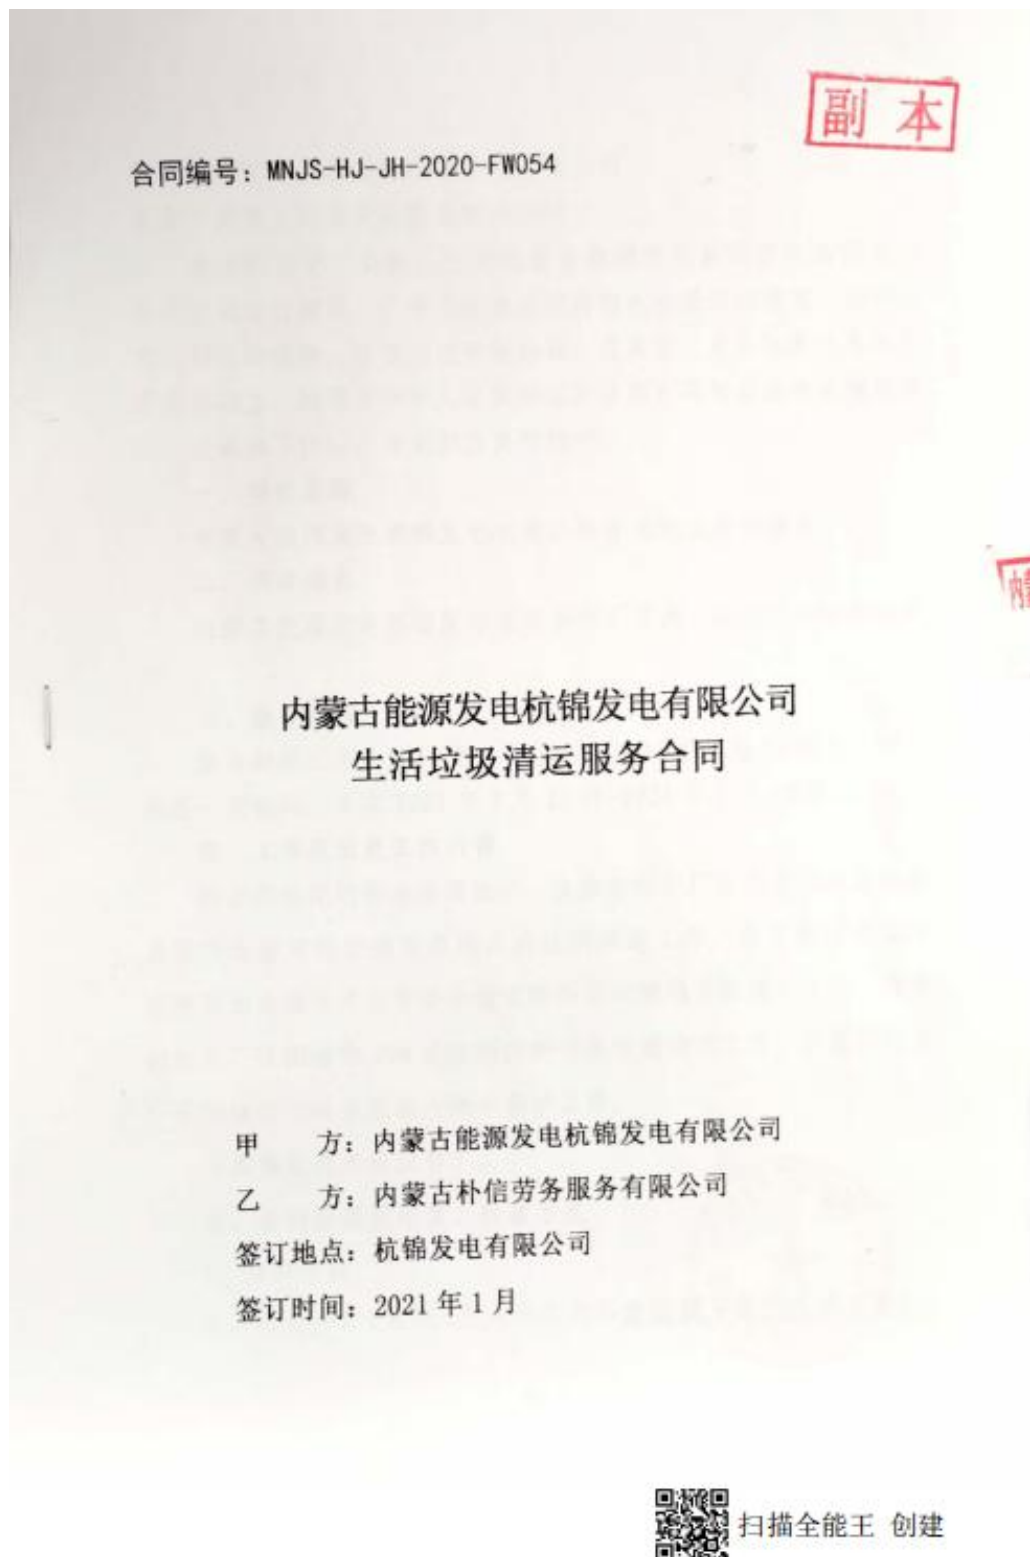 副 本
合同编号：MNJS-HJ-JH-2020-FW054
内蒙古能源发电杭锦发电有限公司
生活垃圾清运服务合同
甲 方：内蒙古能源发电杭锦发电有限公司
乙 方：内蒙古朴信劳务服务有限公司
签订地点：杭锦发电有限公司
签订时间：2021 年 1 月
扫描全能王 创建